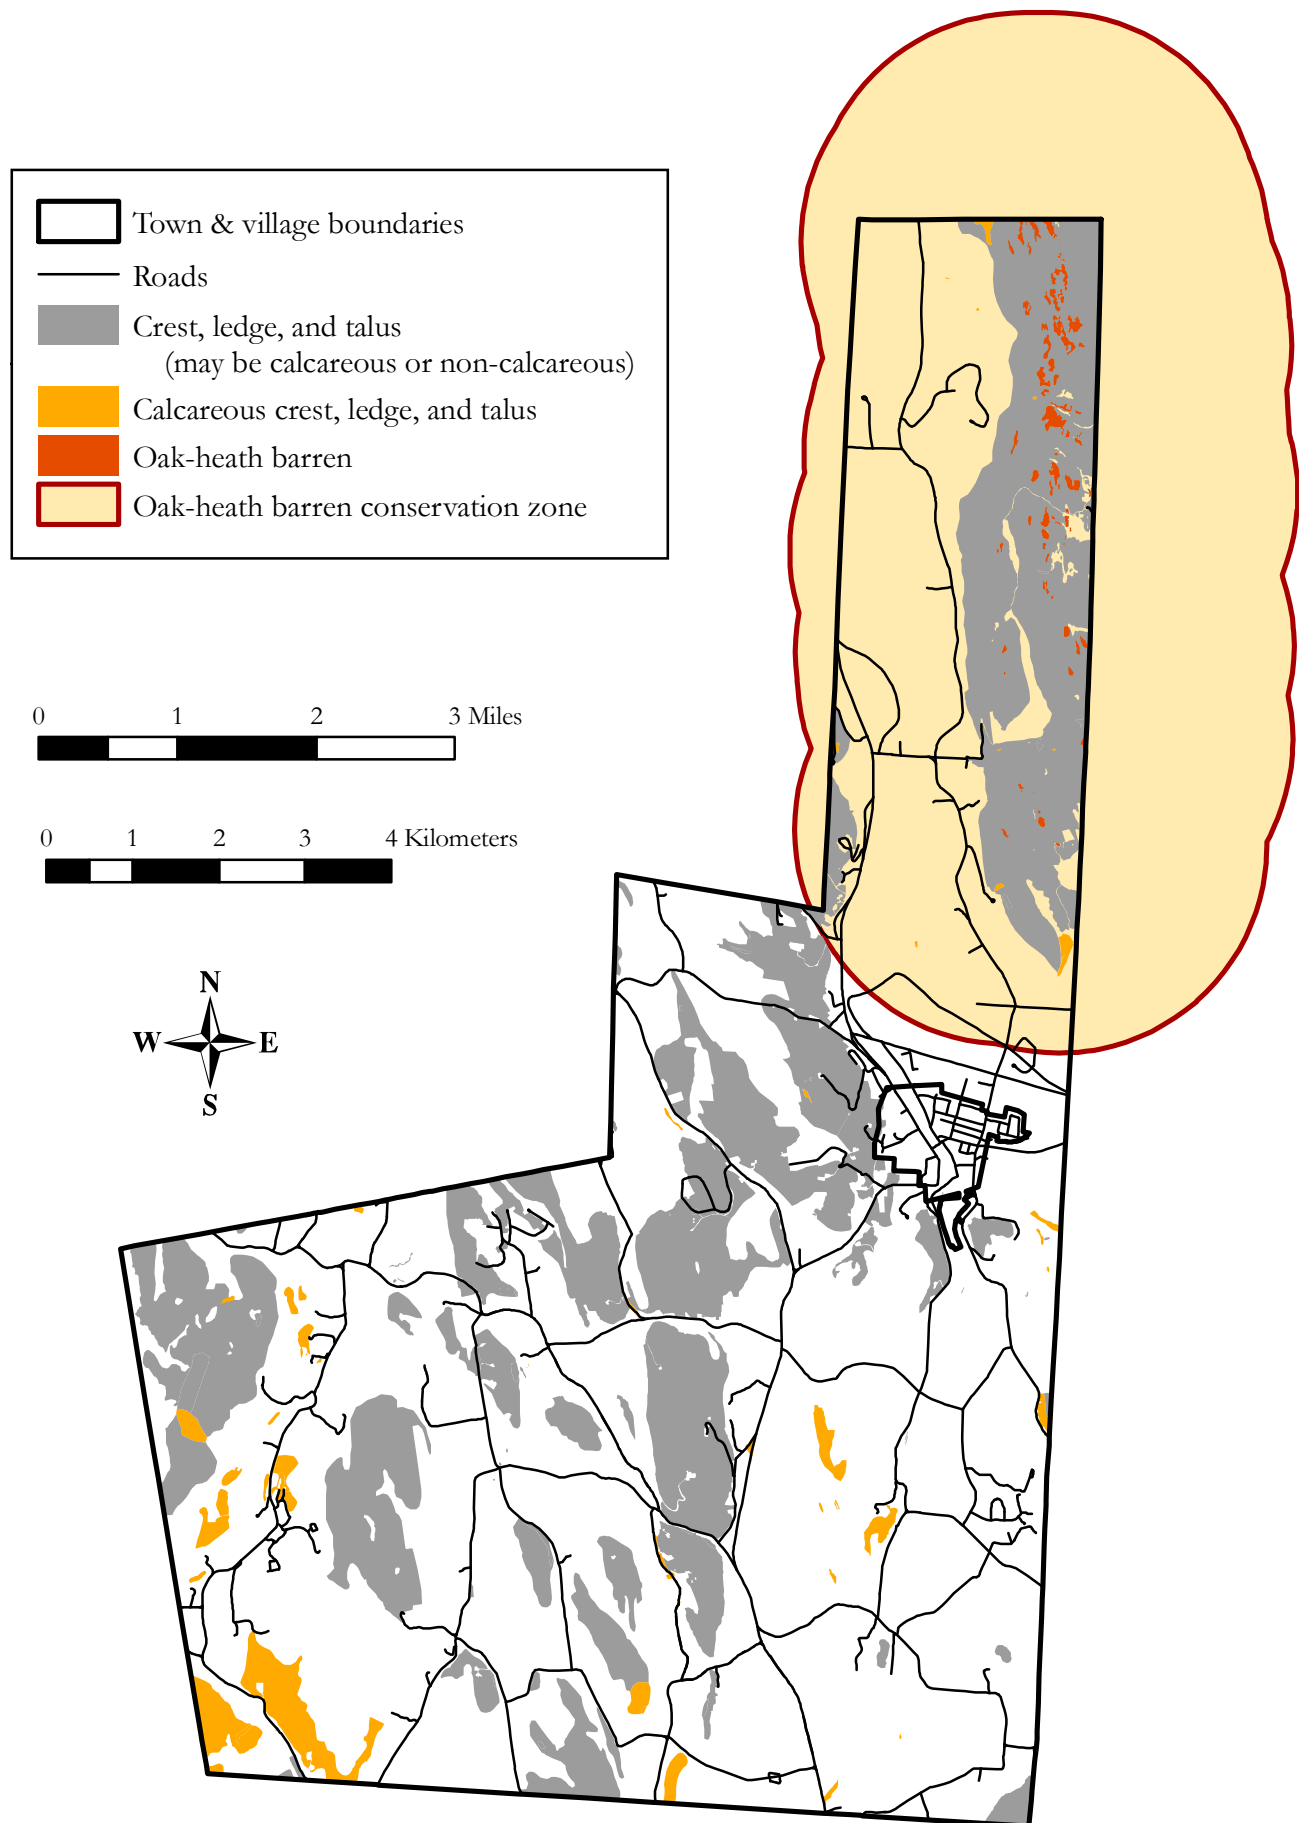 Town & village boundaries
Roads
Crest, ledge, and talus
(may be calcareous or non-calcareous)
Calcareous crest, ledge, and talus
Oak-heath barren
Oak-heath barren conservation zone
0 1 2 3 Miles
0 1 2 3 4 Kilometers
N
W E
S